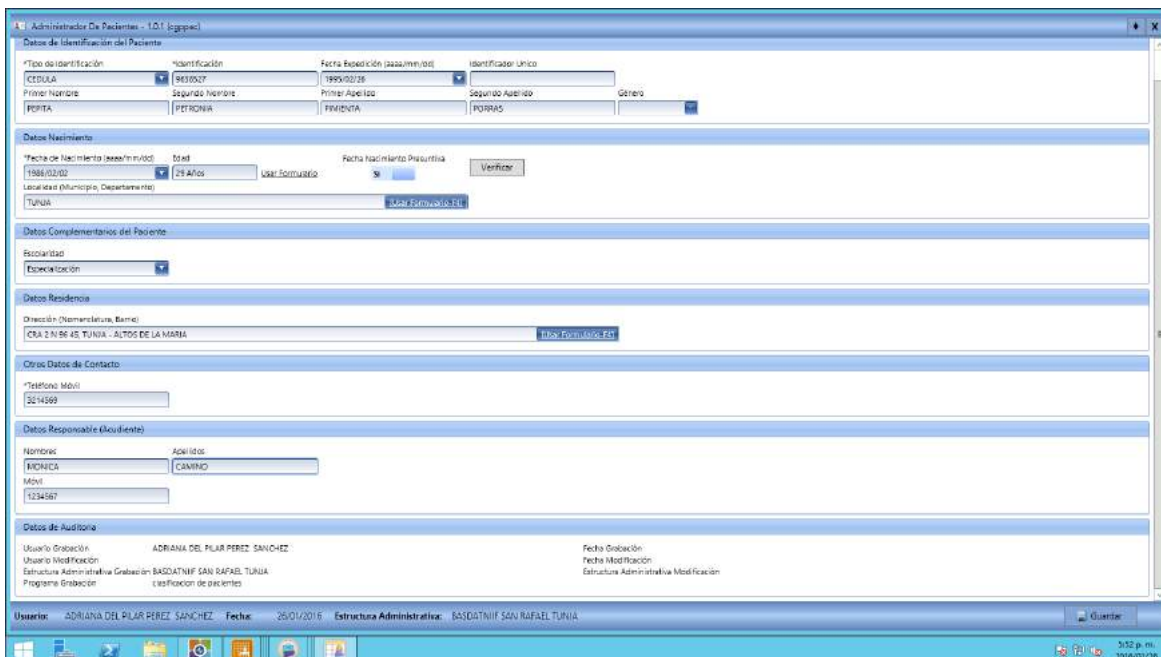 Administrador De Pacientes - 1.0.1 (cgppec)
Datos de Identificación del Paciente
*Tipo de Identificación *Identificación Fecha Expedición (aaaa/mm/dd) Identificador Unico
CEDULA 9636527 1995/02/26
Primer Nombre Segundo Nombre Primer Apellido Segundo Apellido Género
PEPITA PETRONIA PIMIENTA PORRAS
Datos Nacimiento
*Fecha de Nacimiento (aaaa/mm/dd) Edad Fecha Nacimiento Presuntiva
1986/02/02 29 Años Usar Formulario SI Verificar
Localidad (Municipio, Departamento)
TUNJA [Usar Formulario-F4]
Datos Complementarios del Paciente
Escolaridad
Especialización
Datos Residencia
Dirección (Nomenclatura, Barrio)
CRA 2 N 96 45, TUNJA - ALTOS DE LA MARIA [Usar Formulario-F4]
Otros Datos de Contacto
*Teléfono Móvil
3214569
Datos Responsable (Acudiente)
Nombres Apellidos
MONICA CAMINO
Móvil
1234567
Datos de Auditoria
Usuario Grabación ADRIANA DEL PILAR PEREZ SANCHEZ Fecha Grabación
Usuario Modificación Fecha Modificación
Estructura Administrativa Grabación BASDATNIIF SAN RAFAEL TUNJA Estructura Administrativa Modificación
Programa Grabación clasificacion de pacientes
Usuario: ADRIANA DEL PILAR PEREZ SANCHEZ Fecha: 26/01/2016 Estructura Administrativa: BASDATNIIF SAN RAFAEL TUNJA Guardar
5:52 p. m.